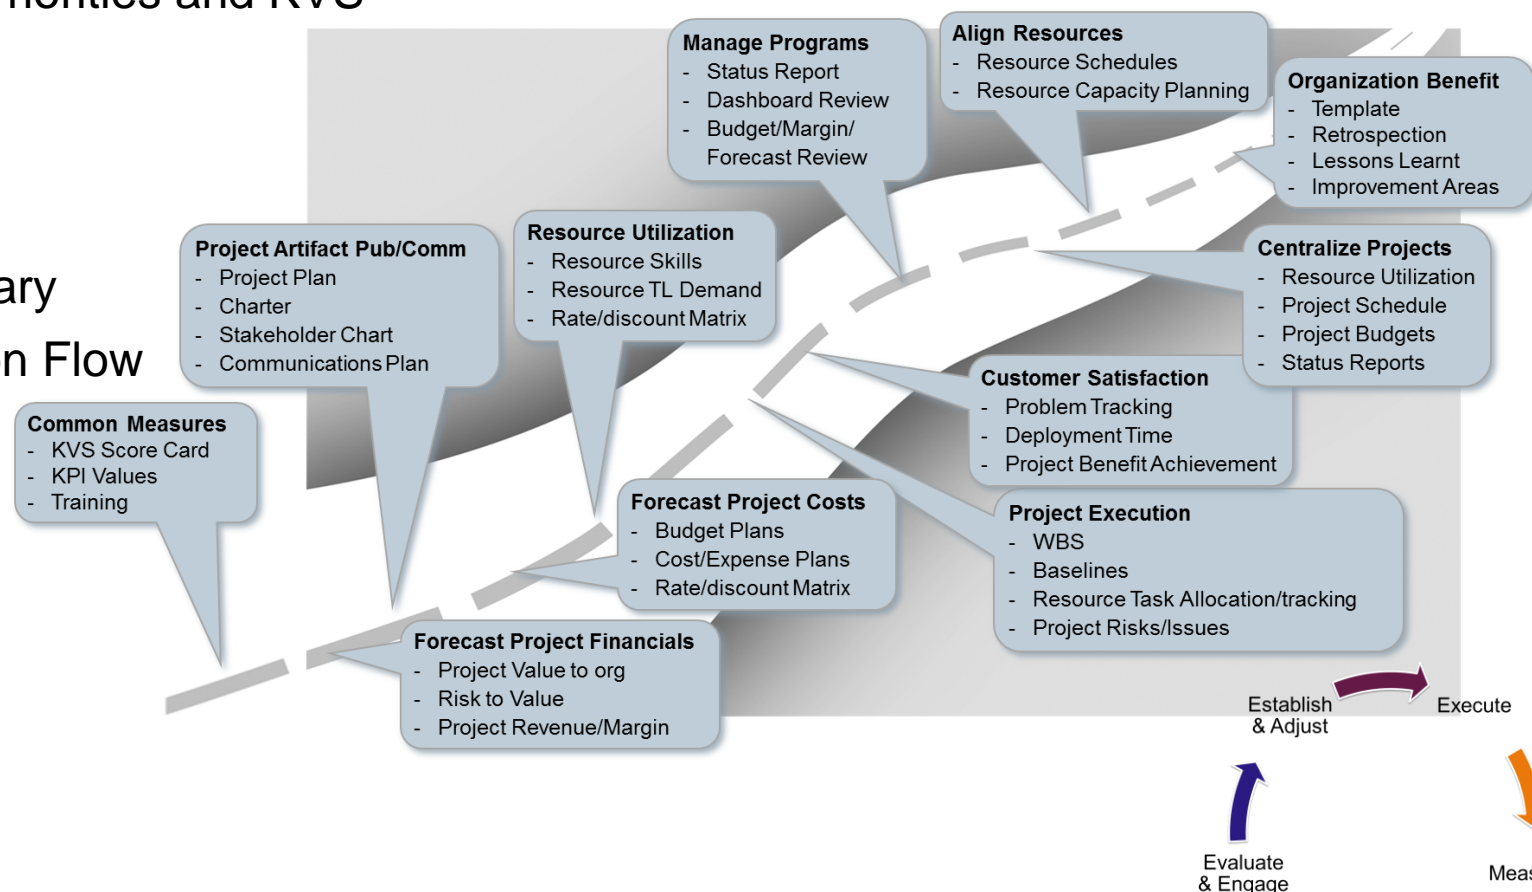 and KVS
Manage Programs
- Status Report
- Dashboard Review
- Budget/Margin/
Forecast Review
Align Resources
- Resource Schedules
- Resource Capacity Planning
Organization Benefit
- Template
- Retrospection
- Lessons Learnt
- Improvement Areas
Project Artifact Pub/Comm
- Project Plan
- Charter
- Stakeholder Chart
- Communications Plan
Resource Utilization
- Resource Skills
- Resource TL Demand
- Rate/discount Matrix
Centralize Projects
- Resource Utilization
- Project Schedule
- Project Budgets
- Status Reports
ary
on Flow
Common Measures
- KVS Score Card
- KPI Values
- Training
Customer Satisfaction
- Problem Tracking
- Deployment Time
- Project Benefit Achievement
Forecast Project Costs
- Budget Plans
- Cost/Expense Plans
- Rate/discount Matrix
Project Execution
- WBS
- Baselines
- Resource Task Allocation/tracking
- Project Risks/Issues
Forecast Project Financials
- Project Value to org
- Risk to Value
- Project Revenue/Margin
Establish
& Adjust
Execute
Evaluate
& Engage
Meas